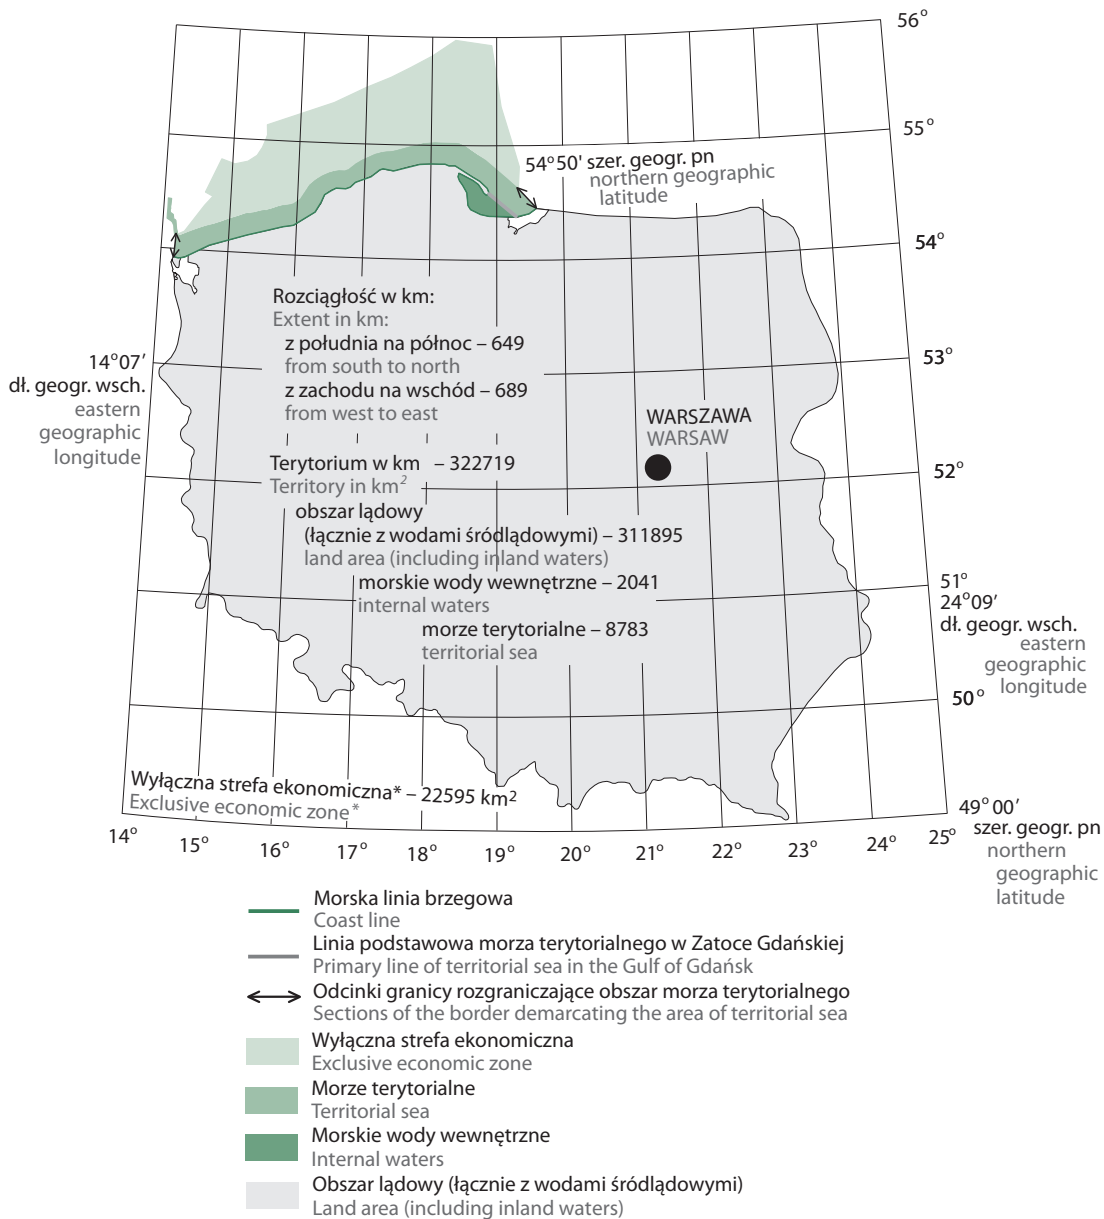 56°
55°
54°50' szer. geogr. pn
northern geographic
latitude
54°
Rozciągłość w km:
Extent in km:
z południa na północ – 649
from south to north
z zachodu na wschód – 689
from west to east
14°07′
dł. geogr. wsch.
eastern
geographic
longitude
53°
WARSZAWA
WARSAW
Terytorium w km – 322719
Territory in km²
52°
obszar lądowy
(łącznie z wodami śródlądowymi) – 311895
land area (including inland waters)
morskie wody wewnętrzne – 2041
internal waters
morze terytorialne – 8783
territorial sea
51°
24°09′
dł. geogr. wsch.
eastern
geographic
longitude
50°
Wyłączna strefa ekonomiczna* – 22595 km²
Exclusive economic zone*
49°00′
szer. geogr. pn
northern
geographic
latitude
14° 15° 16° 17° 18° 19° 20° 21° 22° 23° 24° 25°
Morska linia brzegowa
Coast line
Linia podstawowa morza terytorialnego w Zatoce Gdańskiej
Primary line of territorial sea in the Gulf of Gdańsk
Odcinki granicy rozgraniczające obszar morza terytorialnego
Sections of the border demarcating the area of territorial sea
Wyłączna strefa ekonomiczna
Exclusive economic zone
Morze terytorialne
Territorial sea
Morskie wody wewnętrzne
Internal waters
Obszar lądowy (łącznie z wodami śródlądowymi)
Land area (including inland waters)